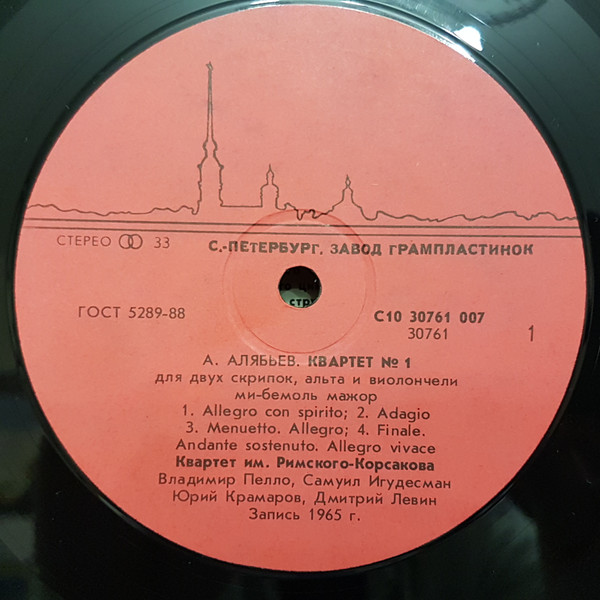 СТЕРЕО 33 С.-ПЕТЕРБУРГ. ЗАВОД ГРАМПЛАСТИНОК
ГОСТ 5289-88
С10 30761 007
30761
1
А. АЛЯБЬЕВ. КВАРТЕТ № 1
для двух скрипок, альта и виолончели
ми-бемоль мажор
1. Allegro con spirito; 2. Adagio
3. Menuetto. Allegro; 4. Finale.
Andante sostenuto. Allegro vivace
Квартет им. Римского-Корсакова
Владимир Пелло, Самуил Игудесман
Юрий Крамаров, Дмитрий Левин
Запись 1965 г.